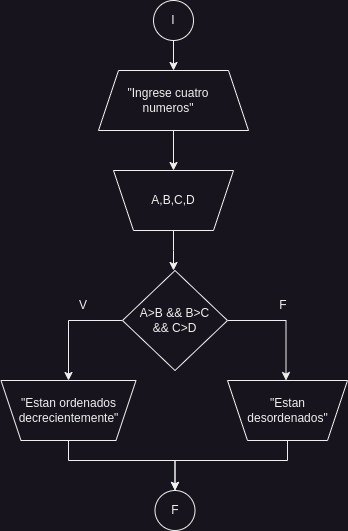 I
"Ingrese cuatro
numeros"
A,B,C,D
V
F
A>B && B>C
&& C>D
"Estan ordenados
decrecientemente"
"Estan
desordenados"
F